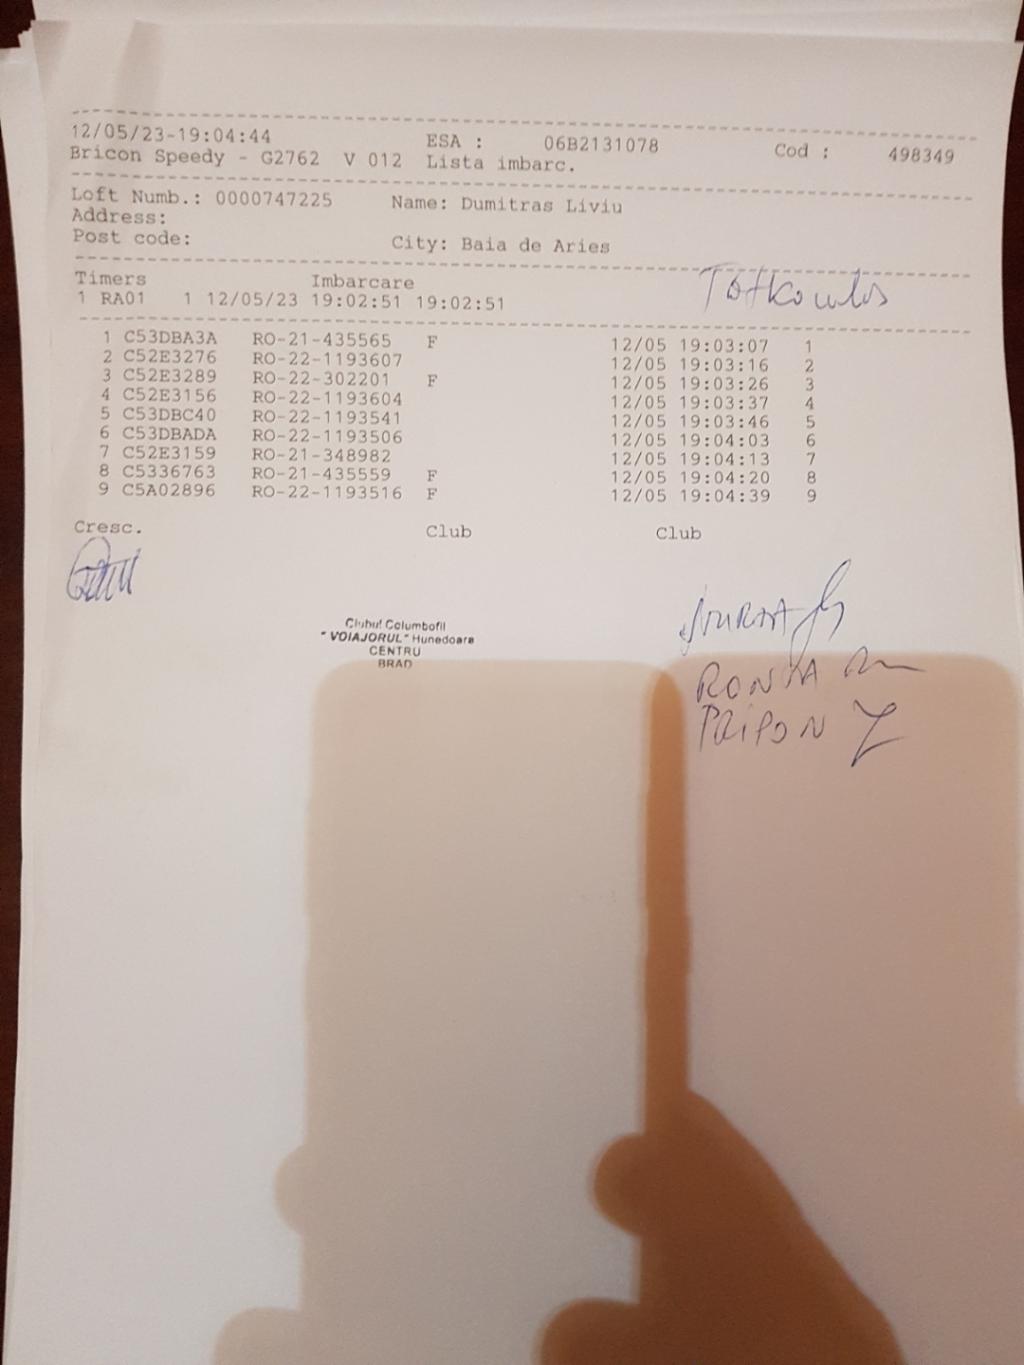 12/05/23-19:04:44 ESA : 06B2131078 Cod : 498349
Bricon Speedy - G2762 V 012 Lista imbarc.
Loft Numb.: 0000747225 Name: Dumitras Liviu
Address:
Post code: City: Baia de Aries
Timers Imbarcare
1 RA01 1 12/05/23 19:02:51 19:02:51
1 C53DBA3A RO-21-435565 F 12/05 19:03:07 1
2 C52E3276 RO-22-1193607 12/05 19:03:16 2
3 C52E3289 RO-22-302201 F 12/05 19:03:26 3
4 C52E3156 RO-22-1193604 12/05 19:03:37 4
5 C53DBC40 RO-22-1193541 12/05 19:03:46 5
6 C53DBADA RO-22-1193506 12/05 19:04:03 6
7 C52E3159 RO-21-348982 12/05 19:04:13 7
8 C5336763 RO-21-435559 F 12/05 19:04:20 8
9 C5A02896 RO-22-1193516 F 12/05 19:04:39 9
Cresc. Club Club
Clubul Columbofil
"VOIAJORUL" Hunedoara
CENTRU
BRAD